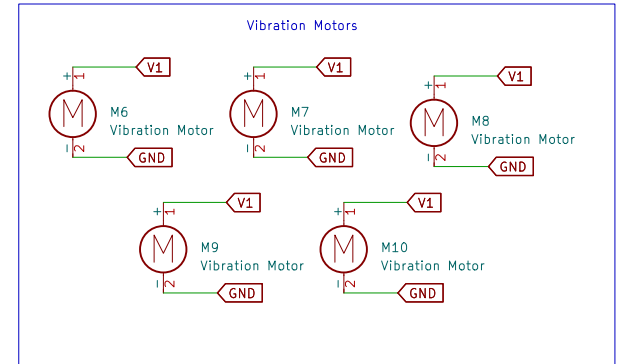 Vibration Motors
+ 1 V1
M6
Vibration Motor
M
- 2 GND
+ 1 V1
M7
Vibration Motor
M
- 2 GND
+ 1 V1
M8
Vibration Motor
M
- 2 GND
+ 1 V1
M9
Vibration Motor
M
- 2 GND
+ 1 V1
M10
Vibration Motor
M
- 2 GND